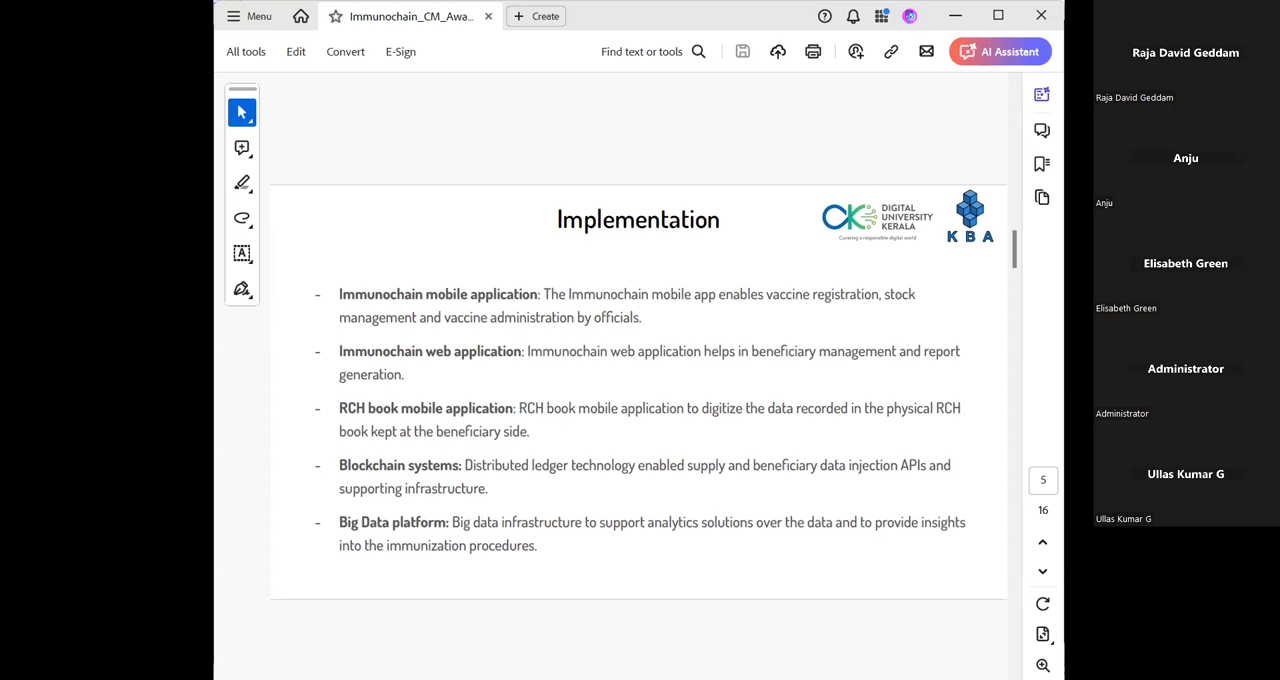 Menu
Immunochain_CM_Awa...
Create
All tools
Edit
Convert
E-Sign
Find text or tools
AI Assistant
Implementation
DIGITAL
UNIVERSITY
KERALA
Curating a responsible digital world
K B A
- Immunochain mobile application: The Immunochain mobile app enables vaccine registration, stock
management and vaccine administration by officials.
- Immunochain web application: Immunochain web application helps in beneficiary management and report
generation.
- RCH book mobile application: RCH book mobile application to digitize the data recorded in the physical RCH
book kept at the beneficiary side.
- Blockchain systems: Distributed ledger technology enabled supply and beneficiary data injection APIs and
supporting infrastructure.
- Big Data platform: Big data infrastructure to support analytics solutions over the data and to provide insights
into the immunization procedures.
5
16
Raja David Geddam
Raja David Geddam
Anju
Anju
Elisabeth Green
Elisabeth Green
Administrator
Administrator
Ullas Kumar G
Ullas Kumar G